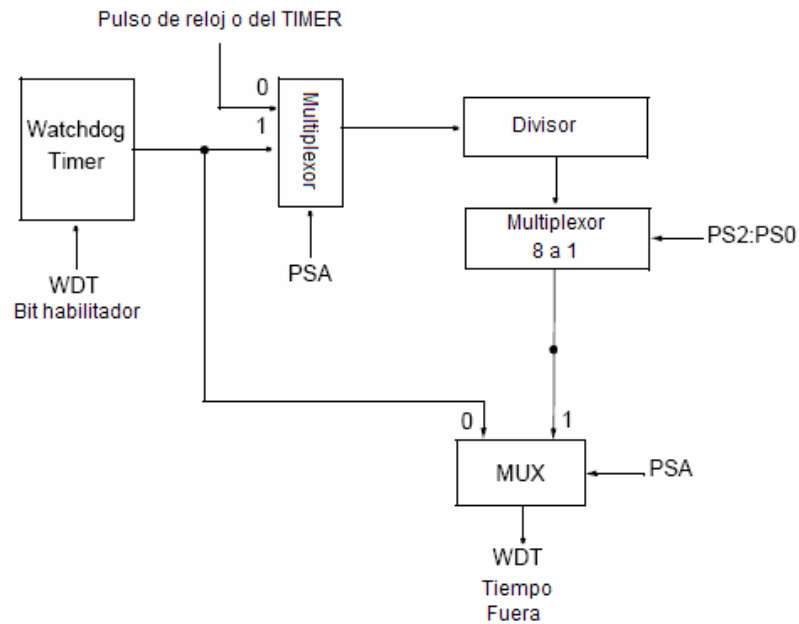 Pulso de reloj o del TIMER
0
1
Watchdog
Timer
Multiplexor
Divisor
Multiplexor
8 a 1
PS2:PS0
PSA
WDT
Bit habilitador
0
1
MUX
PSA
WDT
Tiempo
Fuera